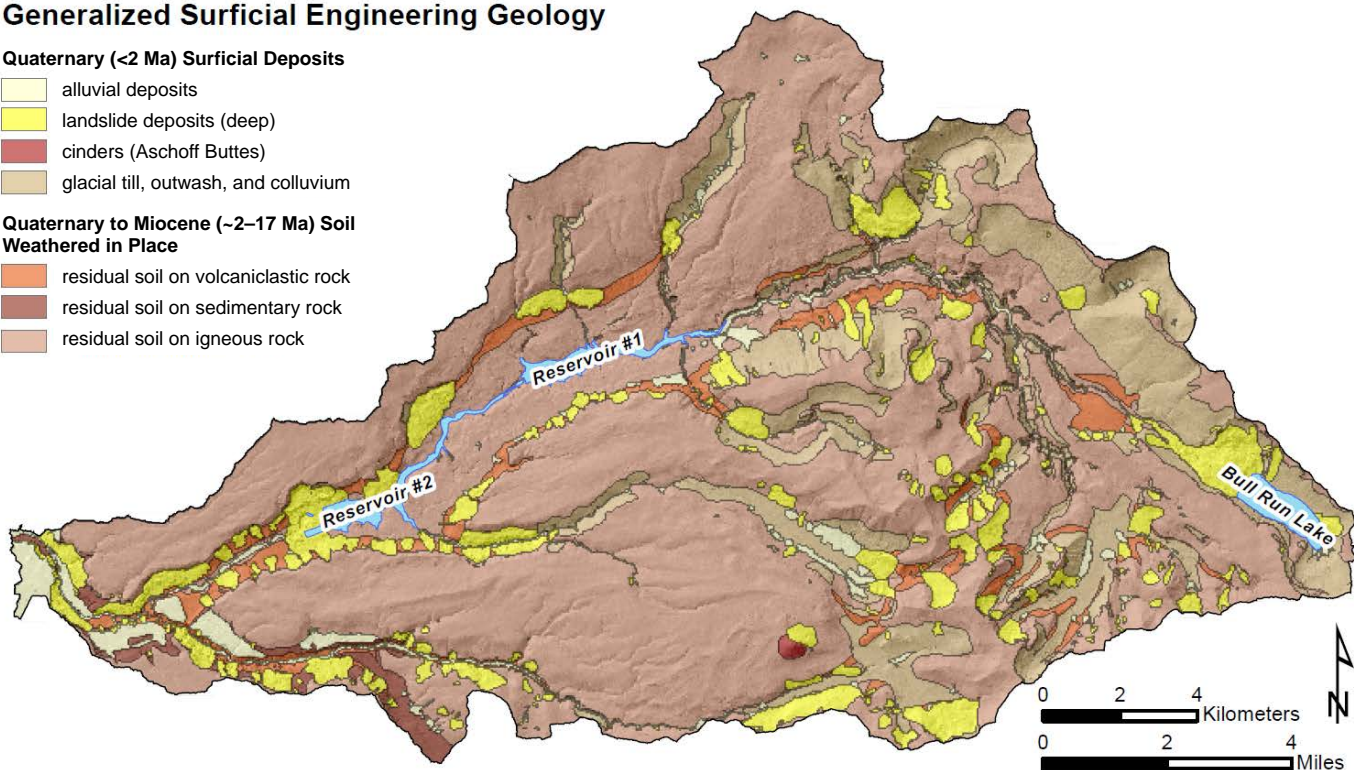 Generalized Surficial Engineering Geology
Quaternary (<2 Ma) Surficial Deposits
alluvial deposits
landslide deposits (deep)
cinders (Aschoff Buttes)
glacial till, outwash, and colluvium
Quaternary to Miocene (~2–17 Ma) Soil
Weathered in Place
residual soil on volcaniclastic rock
residual soil on sedimentary rock
residual soil on igneous rock
Reservoir #1
Reservoir #2
Bull Run Lake
0 2 4
Kilometers
0 2 4
Miles
N